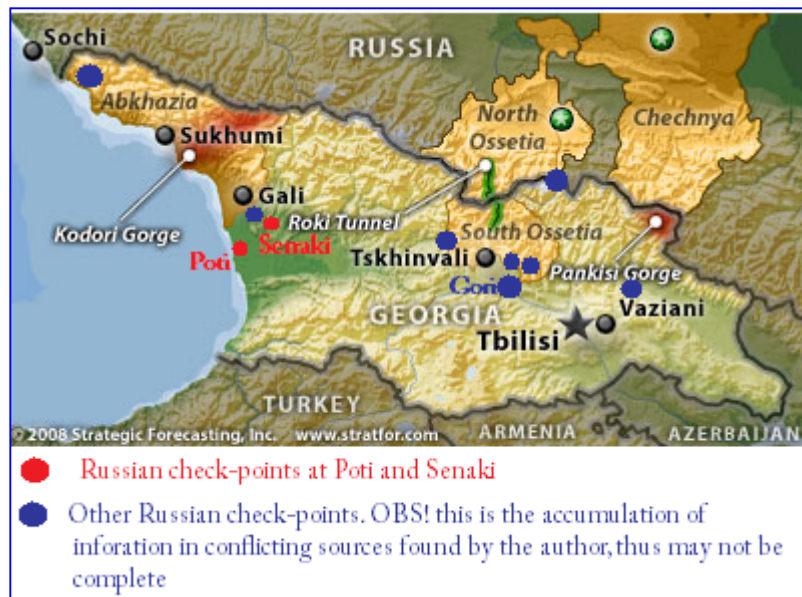 Sochi
RUSSIA
Abkhazia
North
Ossetia
Chechnya
Sukhumi
Gali
Kodori Gorge
Roki Tunnel
Senaki
Poti
South Ossetia
Tskhinvali
Pankisi Gorge
Gori
Vaziani
GEORGIA
Tbilisi
TURKEY
ARMENIA
AZERBAIJAN
© 2008 Strategic Forecasting, Inc. www.stratfor.com
Russian check-points at Poti and Senaki
Other Russian check-points. OBS! this is the accumulation of
inforation in conflicting sources found by the author, thus may not be
complete